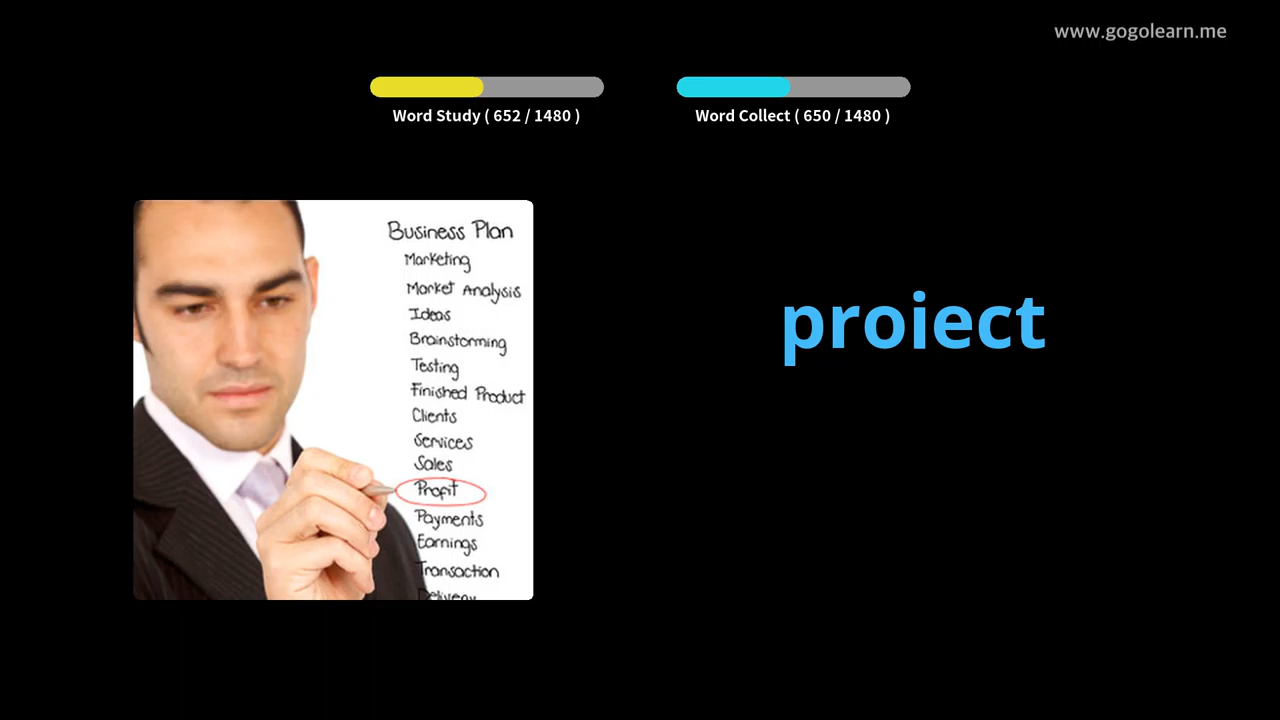 www.gogolearn.me
Word Study ( 652 / 1480 )
Word Collect ( 650 / 1480 )
Business Plan
Marketing
Market Analysis
Ideas
Brainstorming
Testing
Finished Product
Clients
Services
Sales
Profit
Payments
Earnings
Transaction
Delivery
proiect